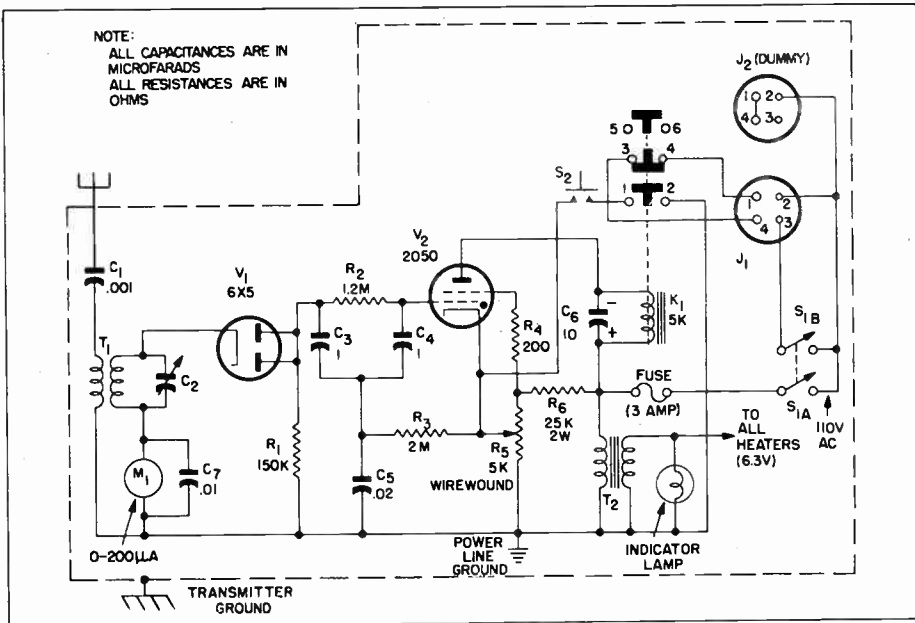 NOTE:
ALL CAPACITANCES ARE IN
MICROFARADS
ALL RESISTANCES ARE IN
OHMS
J2 (DUMMY)
1 2
4 3
5 6
3 4
S2
1 2
1 2
4 3
J1
C1
.001
V1
6X5
R2
1.2M
V2
2050
C3
1
C4
1
R4
200
C6
10
−
+
K1
5K
S1B
T1
C2
FUSE
(3 AMP)
S1A
R6
25K
2W
TO
ALL
HEATERS
(6.3V)
110V
AC
R3
2M
R5
5K
WIREWOUND
R1
150K
M1
C7
.01
C5
.02
T2
0-200µA
POWER
LINE
GROUND
INDICATOR
LAMP
TRANSMITTER
GROUND